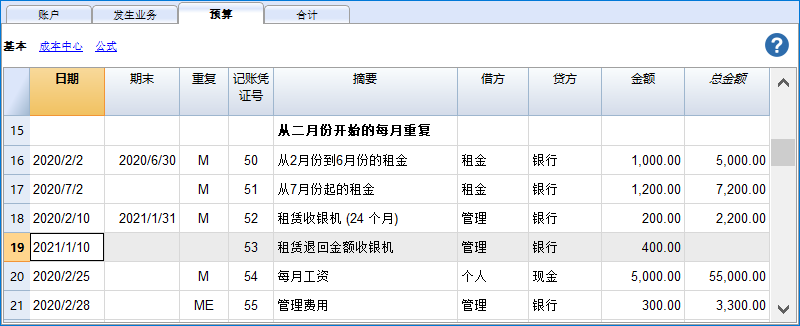 账户 发生业务 预算 合计
基本 成本中心 公式 ?
日期 期末 重复 记账凭证号 摘要 借方 贷方 金额 总金额
15 从二月份开始的每月重复
16 2020/2/2 2020/6/30 M 50 从2月份到6月份的租金 租金 银行 1,000.00 5,000.00
17 2020/7/2 M 51 从7月份起的租金 租金 银行 1,200.00 7,200.00
18 2020/2/10 2021/1/31 M 52 租赁收银机 (24 个月) 管理 银行 200.00 2,200.00
19 2021/1/10 53 租赁退回金额收银机 管理 银行 400.00
20 2020/2/25 M 54 每月工资 个人 现金 5,000.00 55,000.00
21 2020/2/28 ME 55 管理费用 管理 银行 300.00 3,300.00